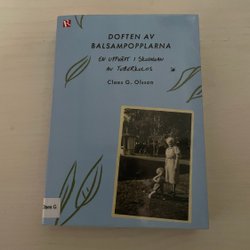 DOFTEN AV
BALSAMPOPPLARNA
EN UPPVÄXT I SKUGGAN
AV TUBERKULOS
Claes G. Olsson